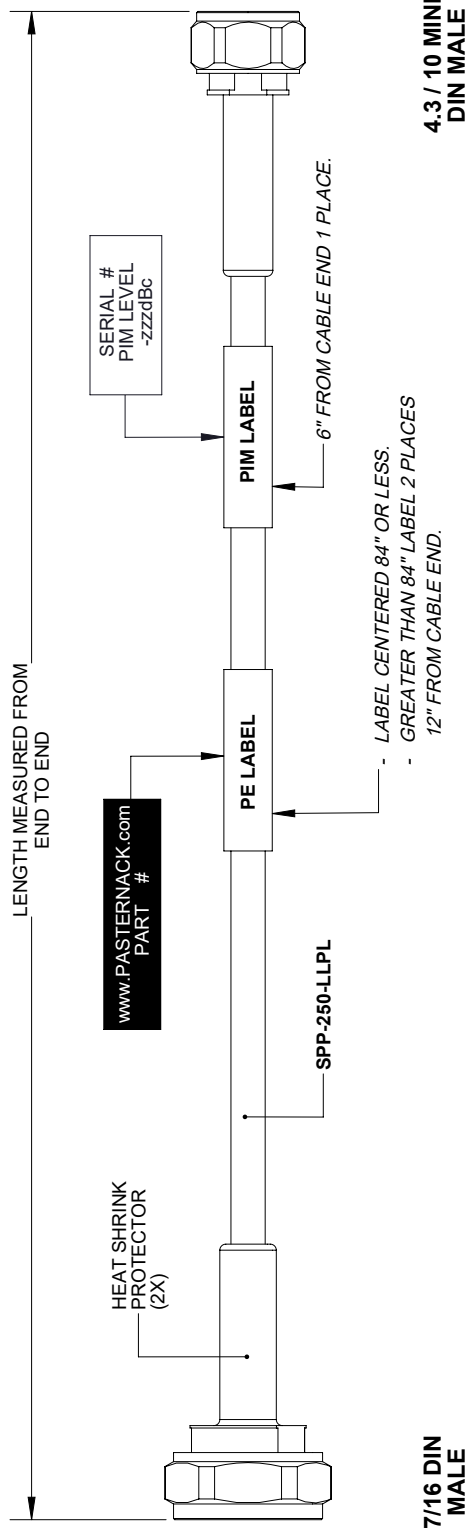 LENGTH MEASURED FROM
END TO END
HEAT SHRINK
PROTECTOR
(2X)
www.PASTERNACK.com
PART #
SERIAL #
PIM LEVEL
-zzzdBc
PE LABEL
PIM LABEL
SPP-250-LLPL
6" FROM CABLE END 1 PLACE.
- LABEL CENTERED 84" OR LESS.
- GREATER THAN 84" LABEL 2 PLACES
12" FROM CABLE END.
7/16 DIN
MALE
4.3 / 10 MINI
DIN MALE